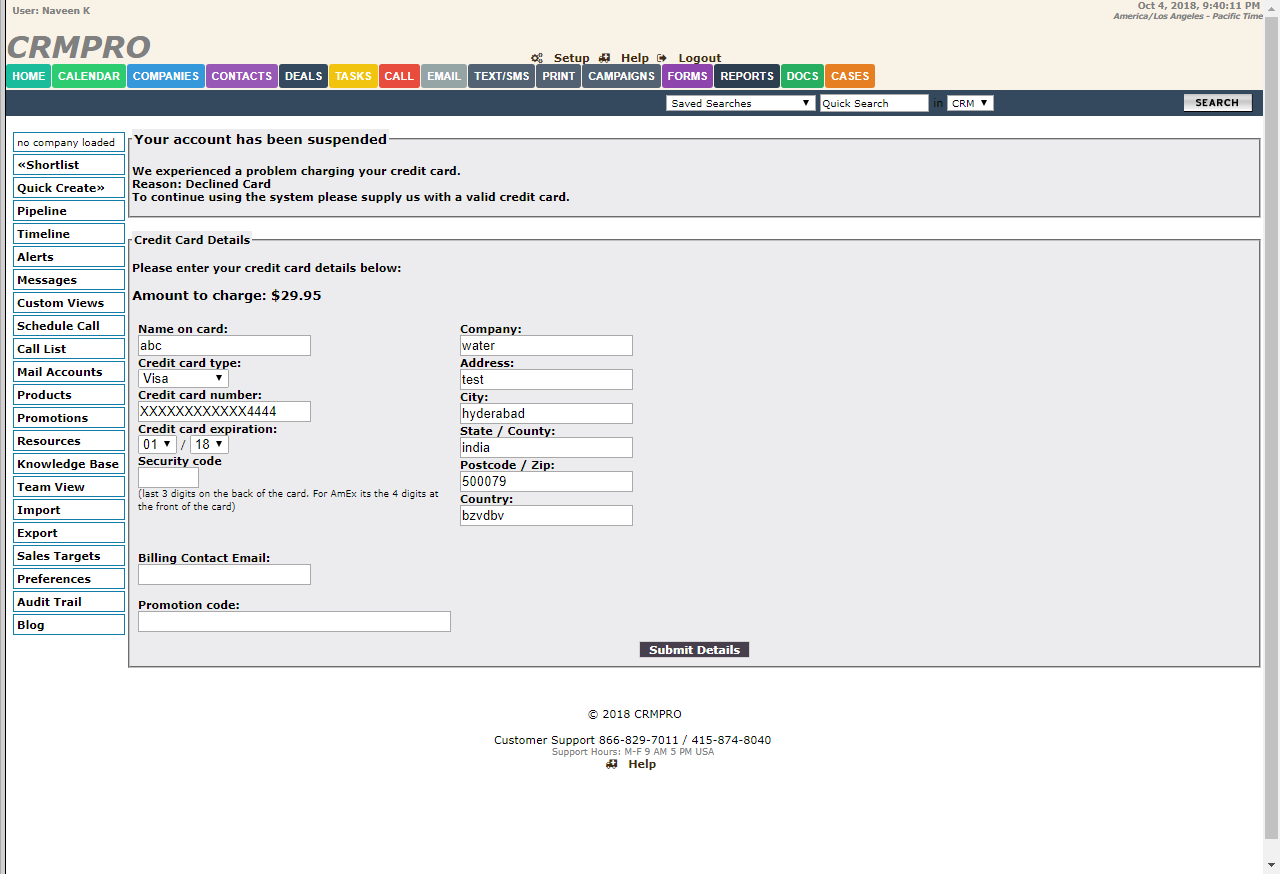 User: Naveen K
Oct 4, 2018, 9:40:11 PM
America/Los Angeles - Pacific Time
CRMPRO
Setup Help Logout
HOME CALENDAR COMPANIES CONTACTS DEALS TASKS CALL EMAIL TEXT/SMS PRINT CAMPAIGNS FORMS REPORTS DOCS CASES
Saved Searches Quick Search in CRM SEARCH
no company loaded
«Shortlist
Quick Create»
Pipeline
Timeline
Alerts
Messages
Custom Views
Schedule Call
Call List
Mail Accounts
Products
Promotions
Resources
Knowledge Base
Team View
Import
Export
Sales Targets
Preferences
Audit Trail
Blog
Your account has been suspended
We experienced a problem charging your credit card.
Reason: Declined Card
To continue using the system please supply us with a valid credit card.
Credit Card Details
Please enter your credit card details below:
Amount to charge: $29.95
Name on card:
abc
Credit card type:
Visa
Credit card number:
XXXXXXXXXXXX4444
Credit card expiration:
01 / 18
Security code
(last 3 digits on the back of the card. For AmEx its the 4 digits at
the front of the card)
Company:
water
Address:
test
City:
hyderabad
State / County:
india
Postcode / Zip:
500079
Country:
bzvdbv
Billing Contact Email:
Promotion code:
Submit Details
© 2018 CRMPRO
Customer Support 866-829-7011 / 415-874-8040
Support Hours: M-F 9 AM 5 PM USA
Help